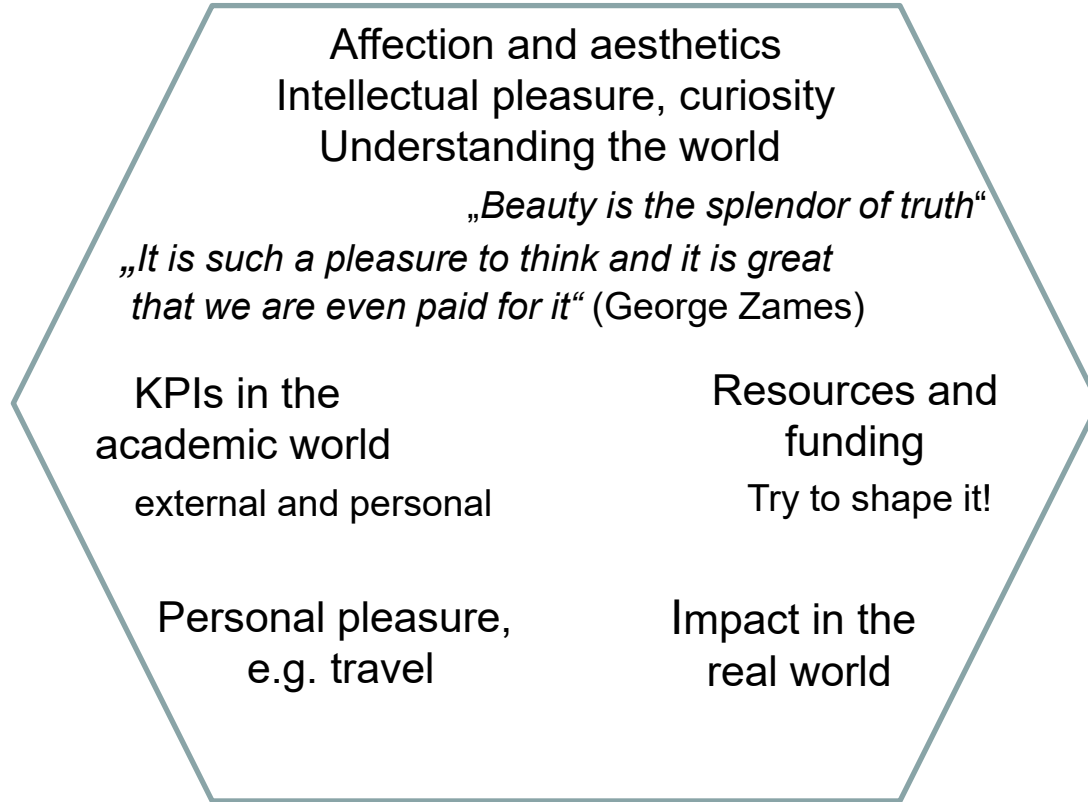 Affection and aesthetics
Intellectual pleasure, curiosity
Understanding the world
„Beauty is the splendor of truth“
„It is such a pleasure to think and it is great
that we are even paid for it“ (George Zames)
KPIs in the
academic world
external and personal
Resources and
funding
Try to shape it!
Personal pleasure,
e.g. travel
Impact in the
real world